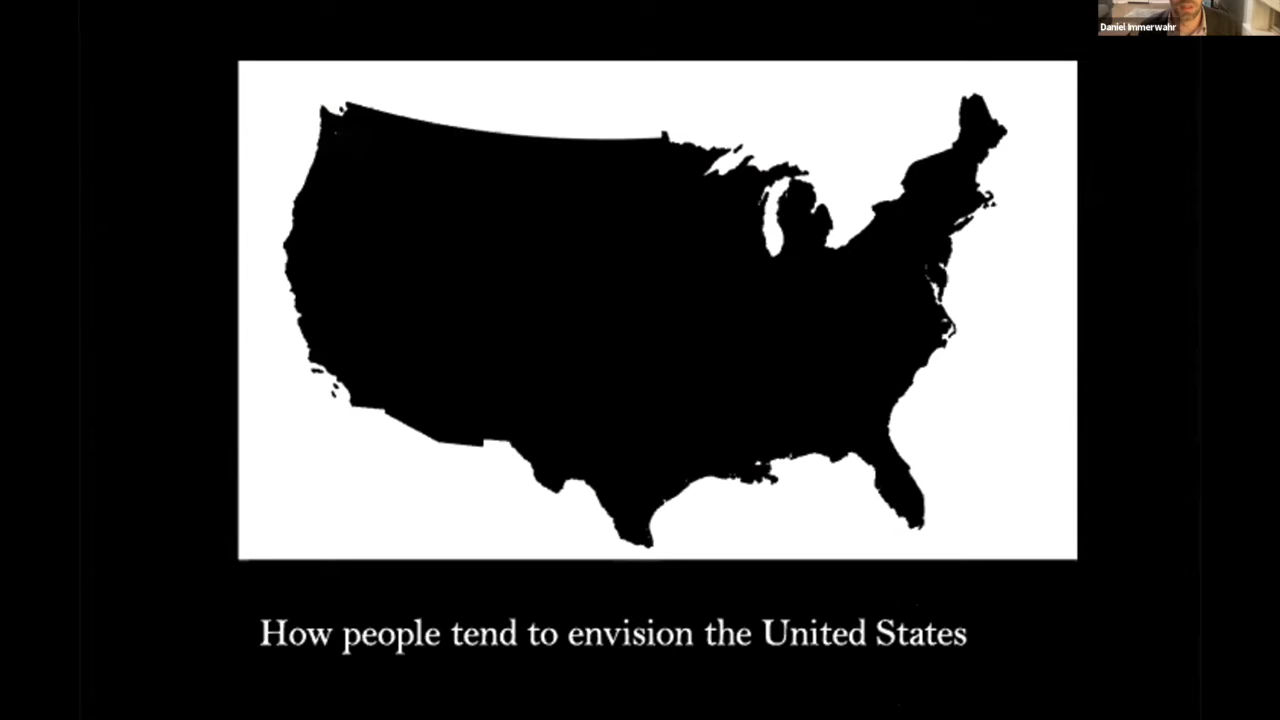 Daniel Immerwahr
How people tend to envision the United States